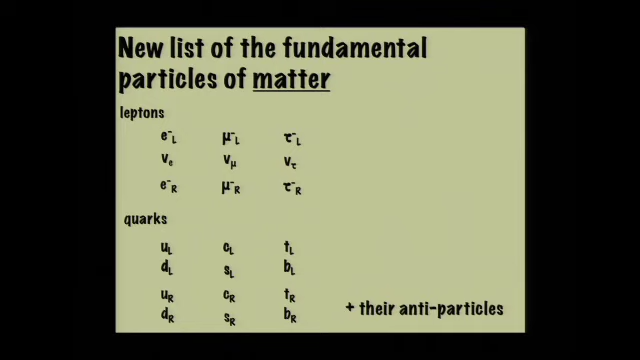 New list of the fundamental
particles of matter
leptons
e⁻L μ⁻L τ⁻L
νe νμ ντ
e⁻R μ⁻R τ⁻R
quarks
uL cL tL
dL sL bL
uR cR tR
dR sR bR
+ their anti-particles